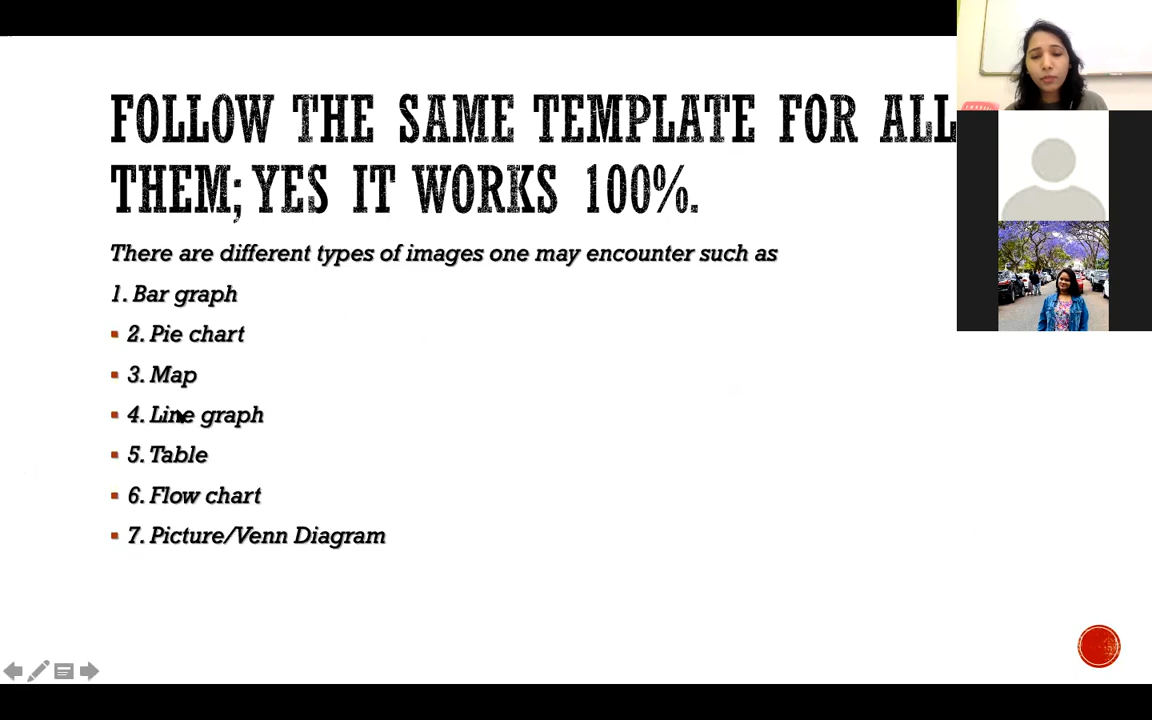 FOLLOW THE SAME TEMPLATE FOR ALL
THEM; YES IT WORKS 100%.
There are different types of images one may encounter such as
1. Bar graph
▪ 2. Pie chart
▪ 3. Map
▪ 4. Line graph
▪ 5. Table
▪ 6. Flow chart
▪ 7. Picture/Venn Diagram